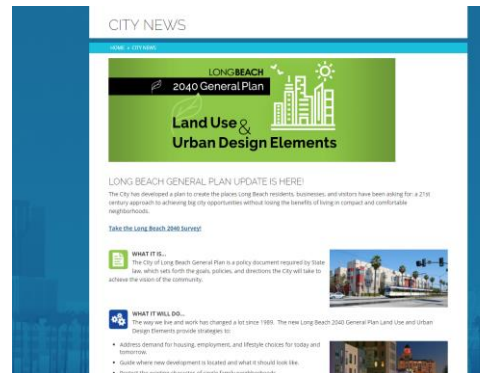 CITY NEWS
HOME » CITY NEWS
LONGBEACH
2040 General Plan
Land Use &
Urban Design Elements
LONG BEACH GENERAL PLAN UPDATE IS HERE!
The City has developed a plan to create the places Long Beach residents, businesses, and visitors have been asking for: a 21st
century approach to achieving big city opportunities without losing the benefits of living in compact and comfortable
neighborhoods.
Take the Long Beach 2040 Survey!
WHAT IT IS...
The City of Long Beach General Plan is a policy document required by State
law, which sets forth the goals, policies, and directions the City will take to
achieve the vision of the community.
WHAT IT WILL DO...
The way we live and work has changed a lot since 1989. The new Long Beach 2040 General Plan Land Use and Urban
Design Elements provide strategies to:
• Address demand for housing, employment, and lifestyle choices for today and
tomorrow.
• Guide where new development is located and what it should look like.